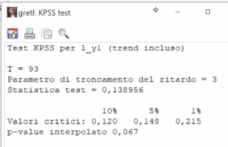 gretl: KPSS test
Test KPSS per l_y1 (trend incluso)
T = 93
Parametro di troncamento del ritardo = 3
Statistica test = 0,138956
10% 5% 1%
Valori critici: 0,120 0,148 0,215
p-value interpolato 0,067